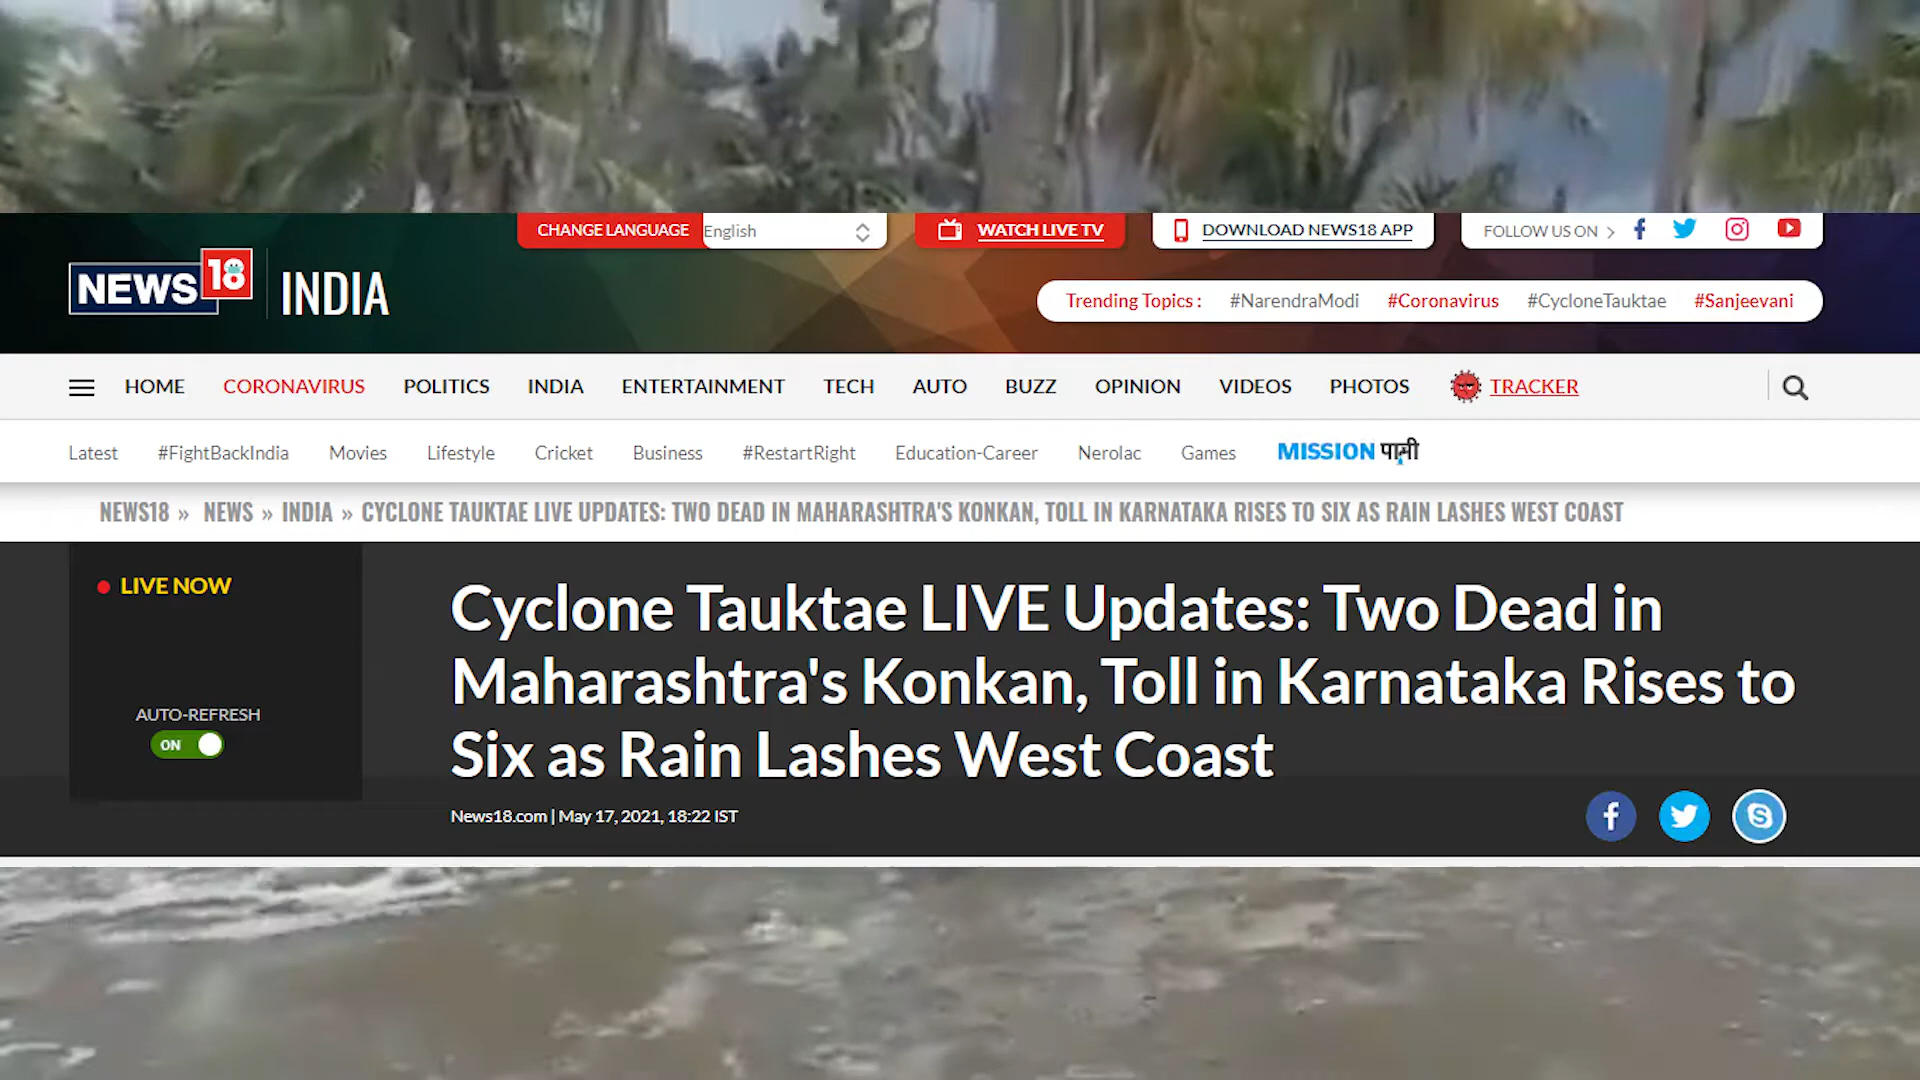 CHANGE LANGUAGE English WATCH LIVE TV DOWNLOAD NEWS18 APP FOLLOW US ON
NEWS 18 INDIA
Trending Topics : #NarendraModi #Coronavirus #CycloneTauktae #Sanjeevani
HOME CORONAVIRUS POLITICS INDIA ENTERTAINMENT TECH AUTO BUZZ OPINION VIDEOS PHOTOS TRACKER
Latest #FightBackIndia Movies Lifestyle Cricket Business #RestartRight Education-Career Nerolac Games MISSION पानी
NEWS18 » NEWS » INDIA » CYCLONE TAUKTAE LIVE UPDATES: TWO DEAD IN MAHARASHTRA'S KONKAN, TOLL IN KARNATAKA RISES TO SIX AS RAIN LASHES WEST COAST
LIVE NOW
AUTO-REFRESH
ON
Cyclone Tauktae LIVE Updates: Two Dead in
Maharashtra's Konkan, Toll in Karnataka Rises to
Six as Rain Lashes West Coast
News18.com | May 17, 2021, 18:22 IST